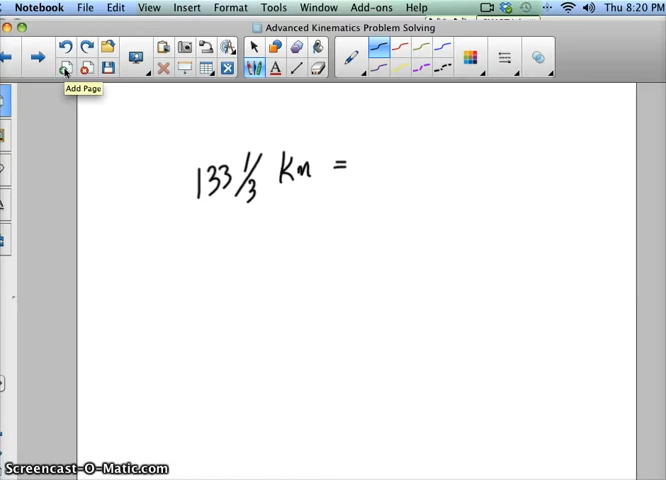 Notebook File Edit View Insert Format Tools Window Add-ons Help Thu 8:20 PM
Advanced Kinematics Problem Solving
Add Page
133 1/3 Km =
Screencast-O-Matic.com